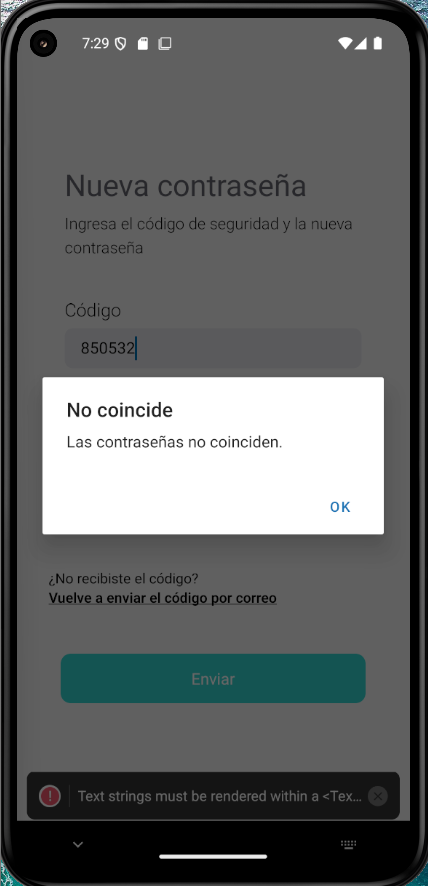 7:29
Nueva contraseña
Ingresa el código de seguridad y la nueva
contraseña
Código
850532
No coincide
Las contraseñas no coinciden.
OK
¿No recibiste el código?
Vuelve a enviar el código por correo
Enviar
Text strings must be rendered within a <Tex...